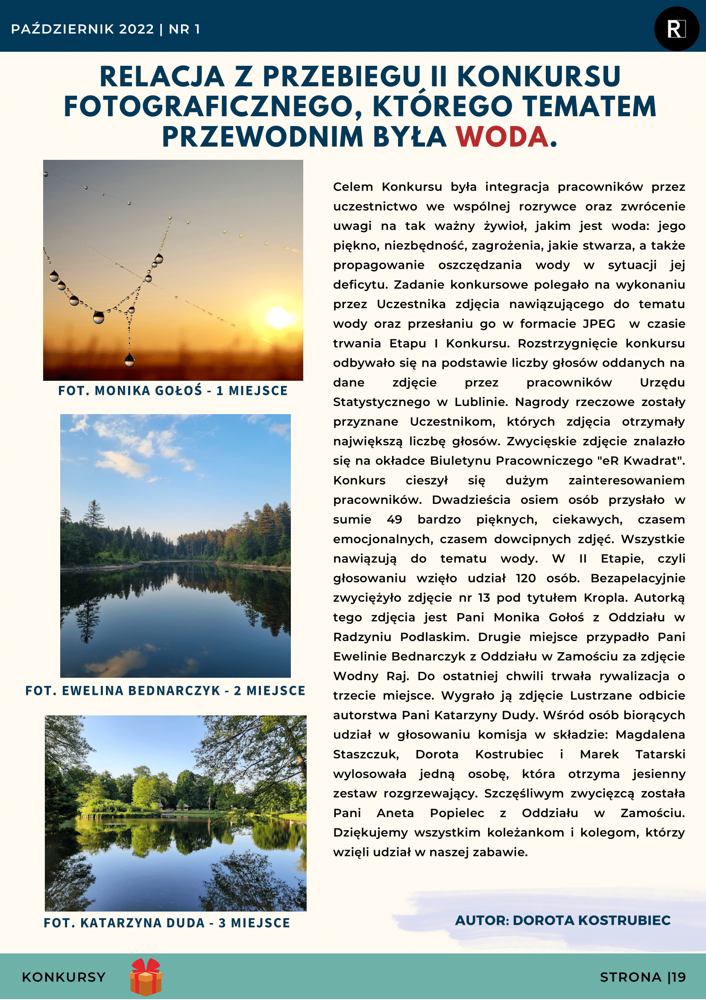 PAŹDZIERNIK 2022 | NR 1
R
RELACJA Z PRZEBIEGU II KONKURSU
FOTOGRAFICZNEGO, KTÓREGO TEMATEM
PRZEWODNIM BYŁA WODA.
FOT. MONIKA GOŁOŚ - 1 MIEJSCE
FOT. EWELINA BEDNARCZYK - 2 MIEJSCE
FOT. KATARZYNA DUDA - 3 MIEJSCE
Celem Konkursu była integracja pracowników przez
uczestnictwo we wspólnej rozrywce oraz zwrócenie
uwagi na tak ważny żywioł, jakim jest woda: jego
piękno, niezbędność, zagrożenia, jakie stwarza, a także
propagowanie oszczędzania wody w sytuacji jej
deficytu. Zadanie konkursowe polegało na wykonaniu
przez Uczestnika zdjęcia nawiązującego do tematu
wody oraz przesłaniu go w formacie JPEG w czasie
trwania Etapu I Konkursu. Rozstrzygnięcie konkursu
odbywało się na podstawie liczby głosów oddanych na
dane zdjęcie przez pracowników Urzędu
Statystycznego w Lublinie. Nagrody rzeczowe zostały
przyznane Uczestnikom, których zdjęcia otrzymały
największą liczbę głosów. Zwycięskie zdjęcie znalazło
się na okładce Biuletynu Pracowniczego "eR Kwadrat".
Konkurs cieszył się dużym zainteresowaniem
pracowników. Dwadzieścia osiem osób przysłało w
sumie 49 bardzo pięknych, ciekawych, czasem
emocjonalnych, czasem dowcipnych zdjęć. Wszystkie
nawiązują do tematu wody. W II Etapie, czyli
głosowaniu wzięło udział 120 osób. Bezapelacyjnie
zwyciężyło zdjęcie nr 13 pod tytułem Kropla. Autorką
tego zdjęcia jest Pani Monika Gołoś z Oddziału w
Radzyniu Podlaskim. Drugie miejsce przypadło Pani
Ewelinie Bednarczyk z Oddziału w Zamościu za zdjęcie
Wodny Raj. Do ostatniej chwili trwała rywalizacja o
trzecie miejsce. Wygrało ją zdjęcie Lustrzane odbicie
autorstwa Pani Katarzyny Dudy. Wśród osób biorących
udział w głosowaniu komisja w składzie: Magdalena
Staszczuk, Dorota Kostrubiec i Marek Tatarski
wylosowała jedną osobę, która otrzyma jesienny
zestaw rozgrzewający. Szczęśliwym zwycięzcą została
Pani Aneta Popielec z Oddziału w Zamościu.
Dziękujemy wszystkim koleżankom i kolegom, którzy
wzięli udział w naszej zabawie.
AUTOR: DOROTA KOSTRUBIEC
KONKURSY
STRONA |19